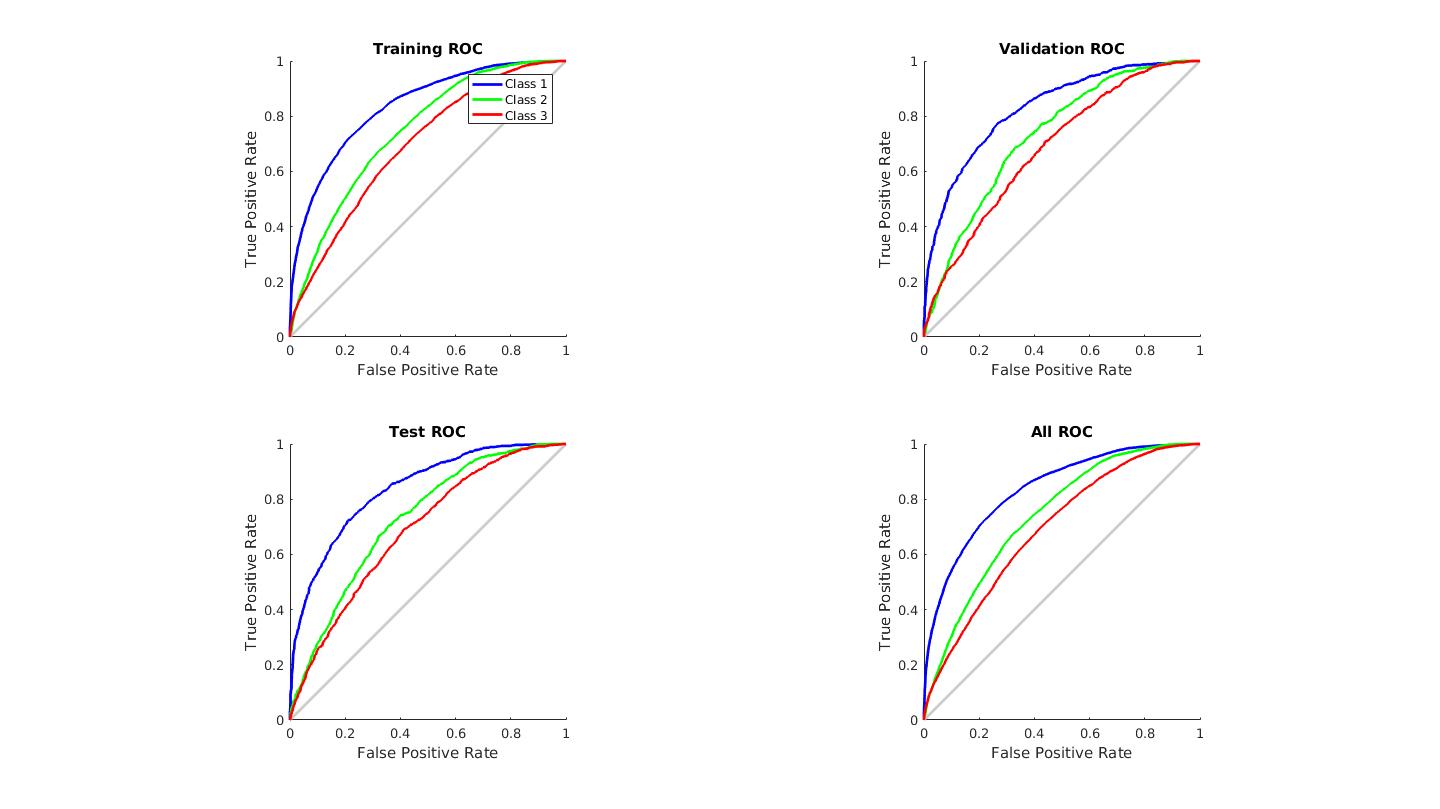 Training ROC
1
0.8
0.6
0.4
0.2
0
True Positive Rate
Class 1
Class 2
Class 3
0 0.2 0.4 0.6 0.8 1
False Positive Rate
Validation ROC
1
0.8
0.6
0.4
0.2
0
True Positive Rate
0 0.2 0.4 0.6 0.8 1
False Positive Rate
Test ROC
1
0.8
0.6
0.4
0.2
0
True Positive Rate
0 0.2 0.4 0.6 0.8 1
False Positive Rate
All ROC
1
0.8
0.6
0.4
0.2
0
True Positive Rate
0 0.2 0.4 0.6 0.8 1
False Positive Rate